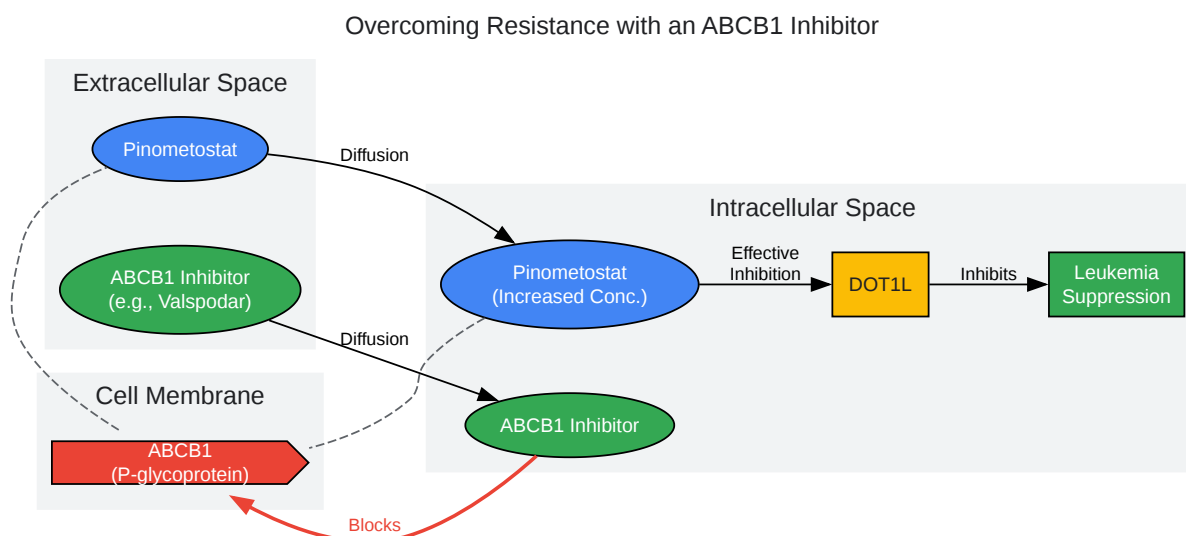 Overcoming Resistance with an ABCB1 Inhibitor
Extracellular Space
Pinometostat
Diffusion
ABCB1 Inhibitor
(e.g., Valspodar)
Diffusion
Cell Membrane
ABCB1
(P-glycoprotein)
Intracellular Space
Pinometostat
(Increased Conc.)
Effective
Inhibition
DOT1L
Inhibits
Leukemia
Suppression
ABCB1 Inhibitor
Blocks